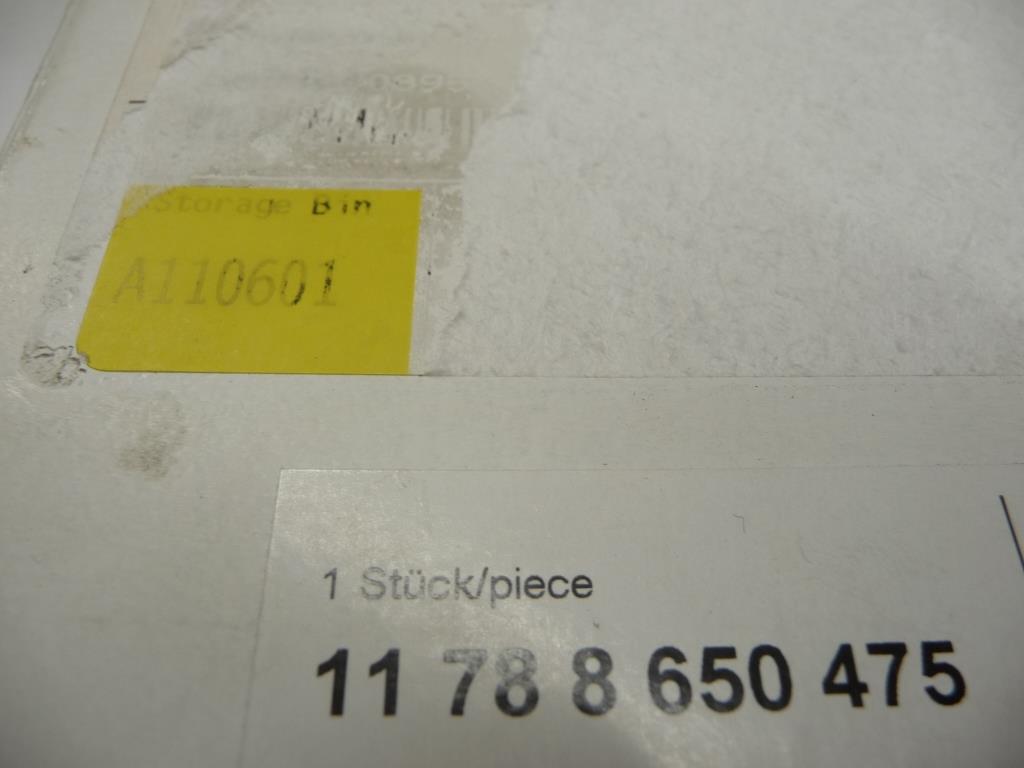 Storage Bin
A110601
1 Stück/piece
11 78 8 650 475